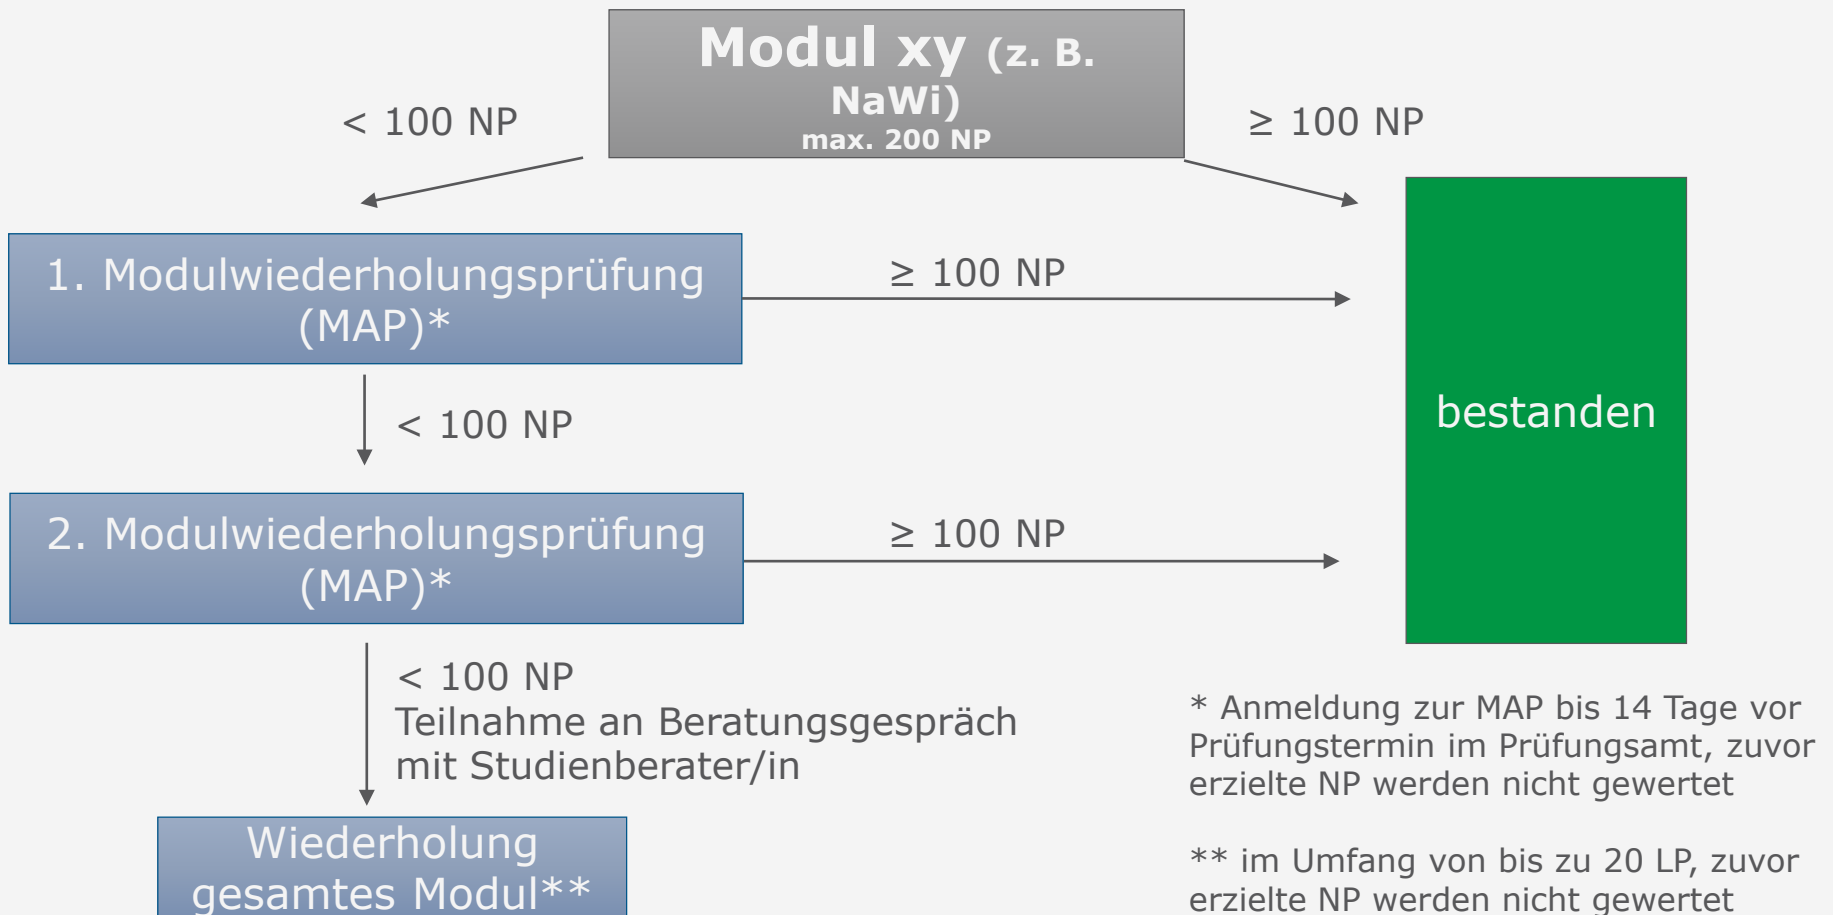 Modul xy (z. B.
NaWi)
max. 200 NP
< 100 NP
≥ 100 NP
1. Modulwiederholungsprüfung
(MAP)*
≥ 100 NP
< 100 NP
bestanden
2. Modulwiederholungsprüfung
(MAP)*
≥ 100 NP
< 100 NP
Teilnahme an Beratungsgespräch
mit Studienberater/in
Wiederholung
gesamtes Modul**
* Anmeldung zur MAP bis 14 Tage vor
Prüfungstermin im Prüfungsamt, zuvor
erzielte NP werden nicht gewertet
** im Umfang von bis zu 20 LP, zuvor
erzielte NP werden nicht gewertet